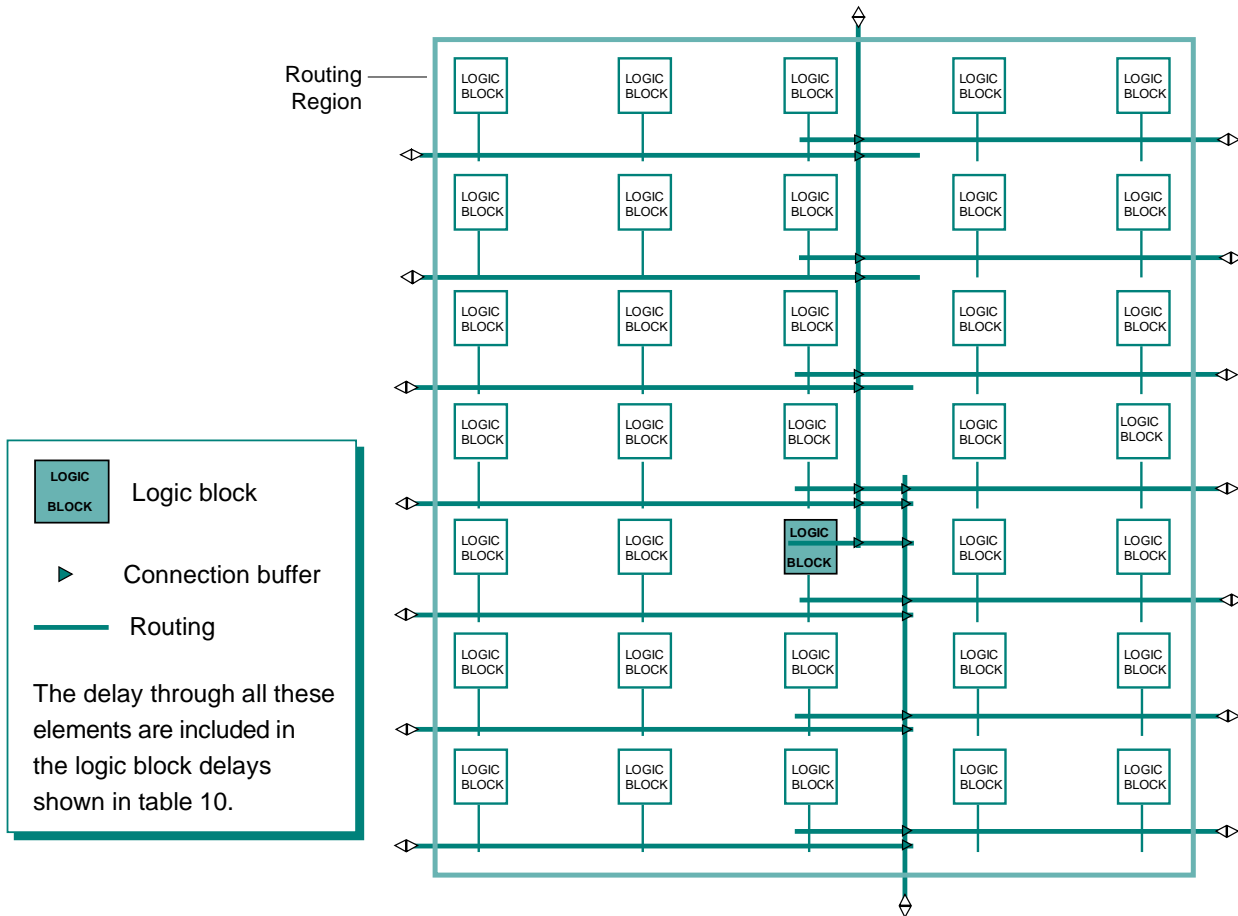 Routing
Region
LOGIC
BLOCK
LOGIC
BLOCK
LOGIC
BLOCK
LOGIC
BLOCK
LOGIC
BLOCK
LOGIC
BLOCK
LOGIC
BLOCK
LOGIC
BLOCK
LOGIC
BLOCK
LOGIC
BLOCK
LOGIC
BLOCK
LOGIC
BLOCK
LOGIC
BLOCK
LOGIC
BLOCK
LOGIC
BLOCK
LOGIC
BLOCK
LOGIC
BLOCK
LOGIC
BLOCK
LOGIC
BLOCK
LOGIC
BLOCK
LOGIC
BLOCK
LOGIC
BLOCK
LOGIC
BLOCK
LOGIC
BLOCK
LOGIC
BLOCK
LOGIC
BLOCK
LOGIC
BLOCK
LOGIC
BLOCK
LOGIC
BLOCK
LOGIC
BLOCK
LOGIC
BLOCK
LOGIC
BLOCK
LOGIC
BLOCK
LOGIC
BLOCK
LOGIC
BLOCK
LOGIC
BLOCK
Logic block
Connection buffer
Routing
The delay through all these
elements are included in
the logic block delays
shown in table 10.